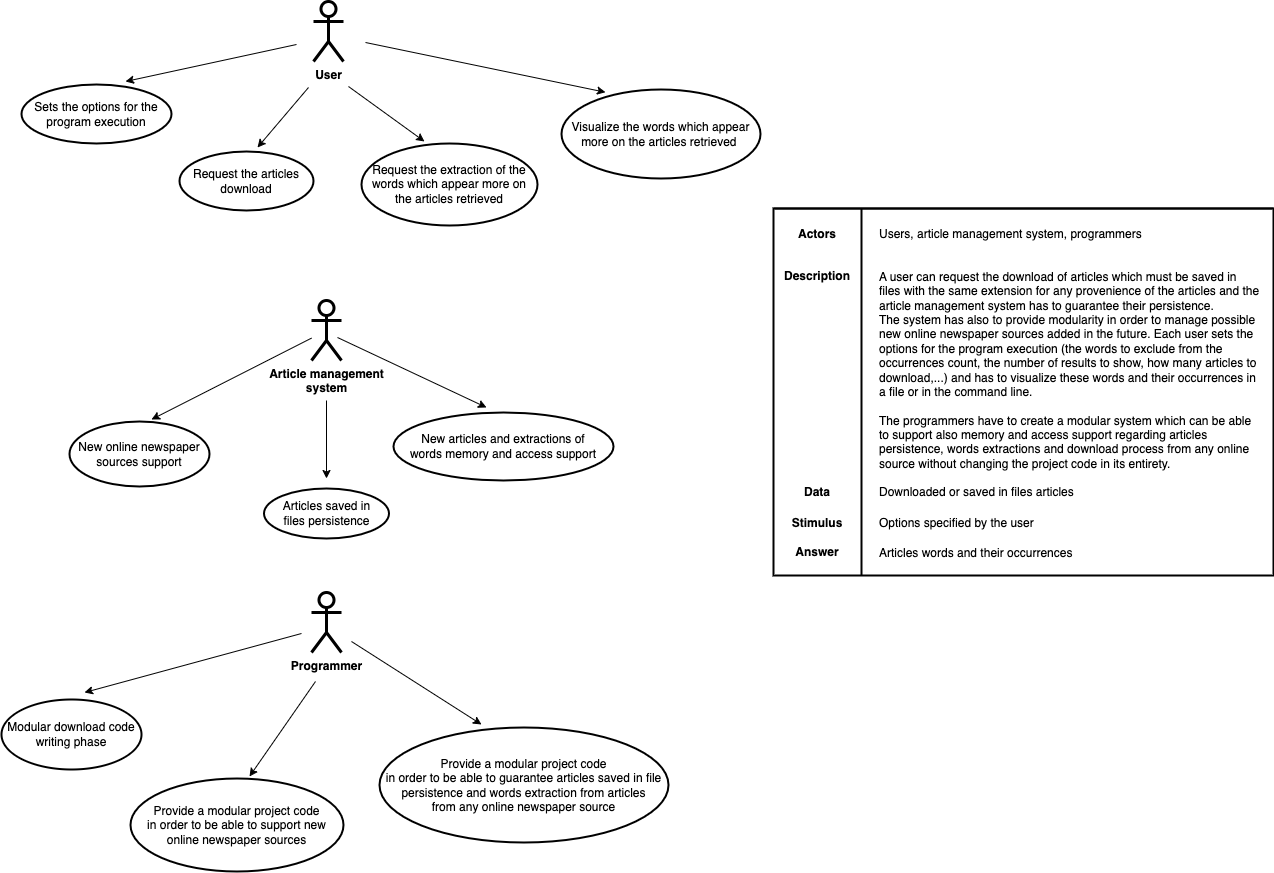 User
Sets the options for the
program execution
Request the articles
download
Request the extraction of the
words which appear more on
the articles retrieved
Visualize the words which appear
more on the articles retrieved
Article management
system
New online newspaper
sources support
Articles saved in
files persistence
New articles and extractions of
words memory and access support
Programmer
Modular download code
writing phase
Provide a modular project code
in order to be able to support new
online newspaper sources
Provide a modular project code
in order to be able to guarantee articles saved in file
persistence and words extraction from articles
from any online newspaper source
Actors
Users, article management system, programmers
Description
A user can request the download of articles which must be saved in
files with the same extension for any provenience of the articles and the
article management system has to guarantee their persistence.
The system has also to provide modularity in order to manage possible
new online newspaper sources added in the future. Each user sets the
options for the program execution (the words to exclude from the
occurrences count, the number of results to show, how many articles to
download,...) and has to visualize these words and their occurrences in
a file or in the command line.
The programmers have to create a modular system which can be able
to support also memory and access support regarding articles
persistence, words extractions and download process from any online
source without changing the project code in its entirety.
Data
Downloaded or saved in files articles
Stimulus
Options specified by the user
Answer
Articles words and their occurrences